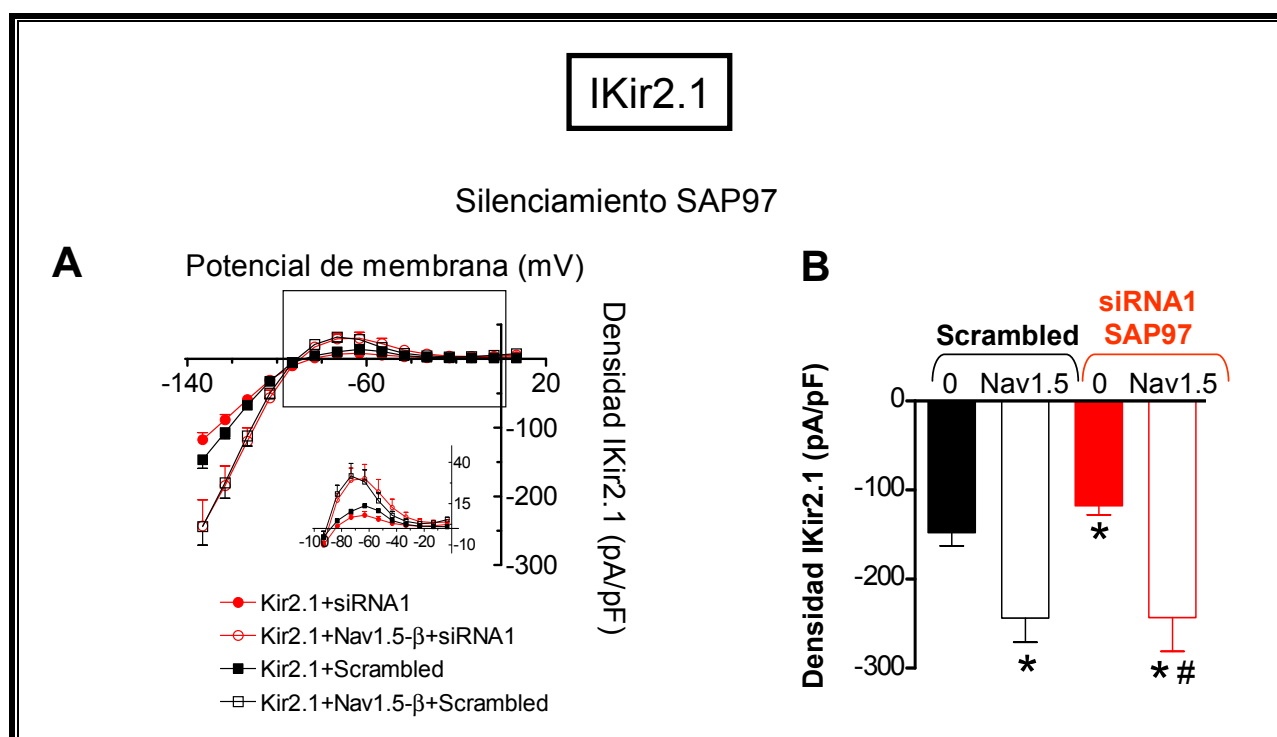 IKir2.1
Silenciamiento SAP97
A
Potencial de membrana (mV)
-140 -60 20
-100
-200
-300
Densidad IKir2.1 (pA/pF)
40
15
-10
-100 -80 -60 -40 -20
Kir2.1+siRNA1
Kir2.1+Nav1.5-β+siRNA1
Kir2.1+Scrambled
Kir2.1+Nav1.5-β+Scrambled
B
siRNA1
SAP97
Scrambled
0 Nav1.5 0 Nav1.5
0
-100
-200
-300
Densidad IKir2.1 (pA/pF)
*
*
* #